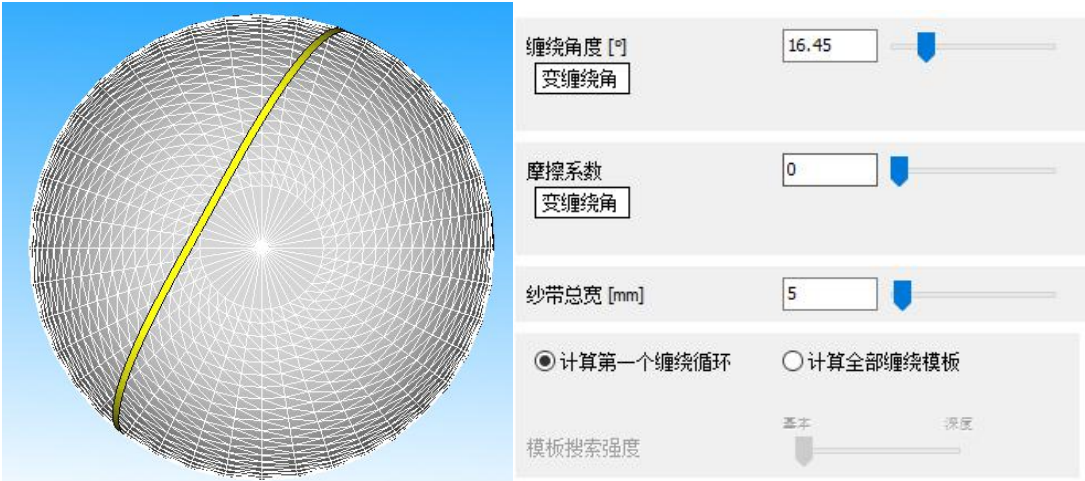 缠绕角度 [°]
16.45
变缠绕角
摩擦系数
0
变缠绕角
纱带总宽 [mm]
5
计算第一个缠绕循环
计算全部缠绕模板
基本
深度
模板搜索强度